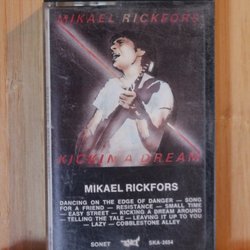 MIKAEL RICKFORS
KICKIN A DREAM
MIKAEL RICKFORS
DANCING ON THE EDGE OF DANGER — SONG
FOR A FRIEND — RESISTANCE — SMALL TIME
— EASY STREET — KICKING A DREAM AROUND
TELLING THE TALE — LEAVING IT UP TO YOU
— LAZY — COBBLESTONE ALLEY
SONET
SKA-2694